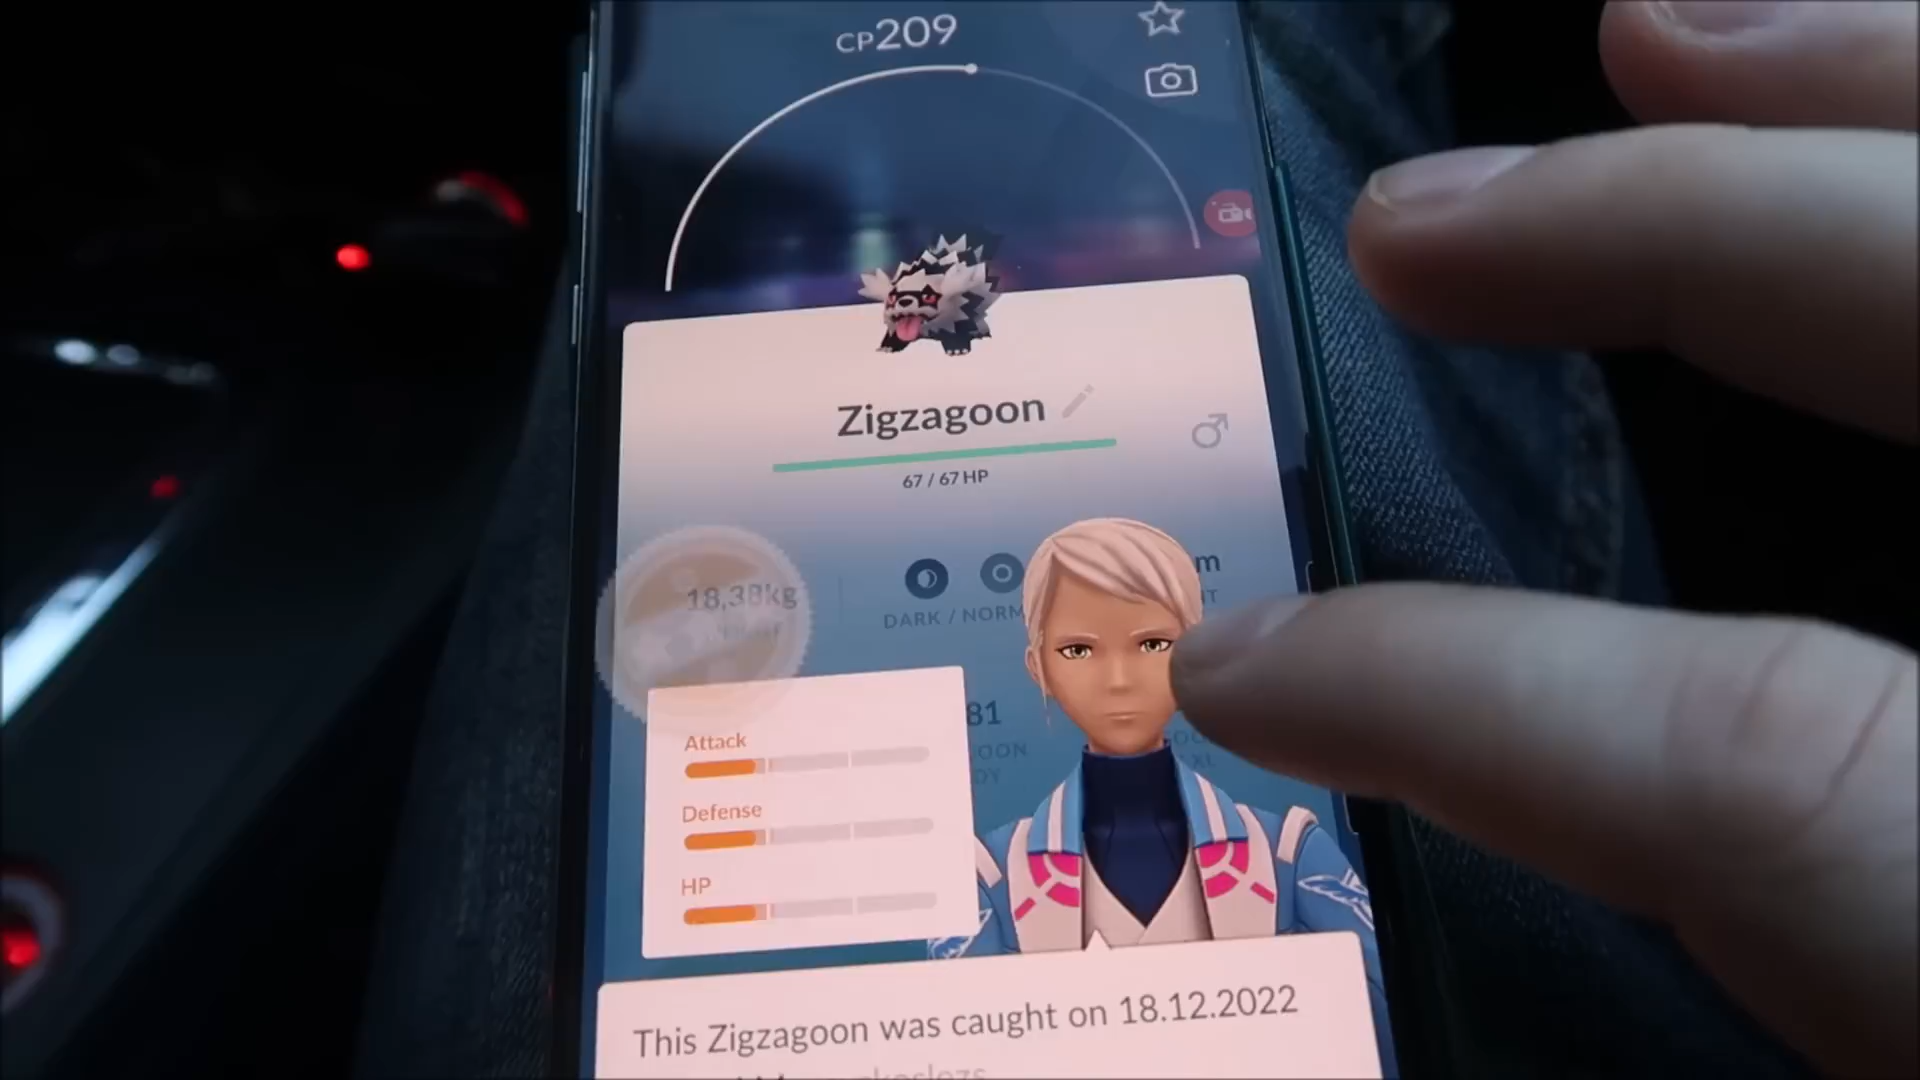 CP209
Zigzagoon
67 / 67 HP
18,38kg
m
DARK / NORM
81
OON
Attack
Defense
HP
This Zigzagoon was caught on 18.12.2022